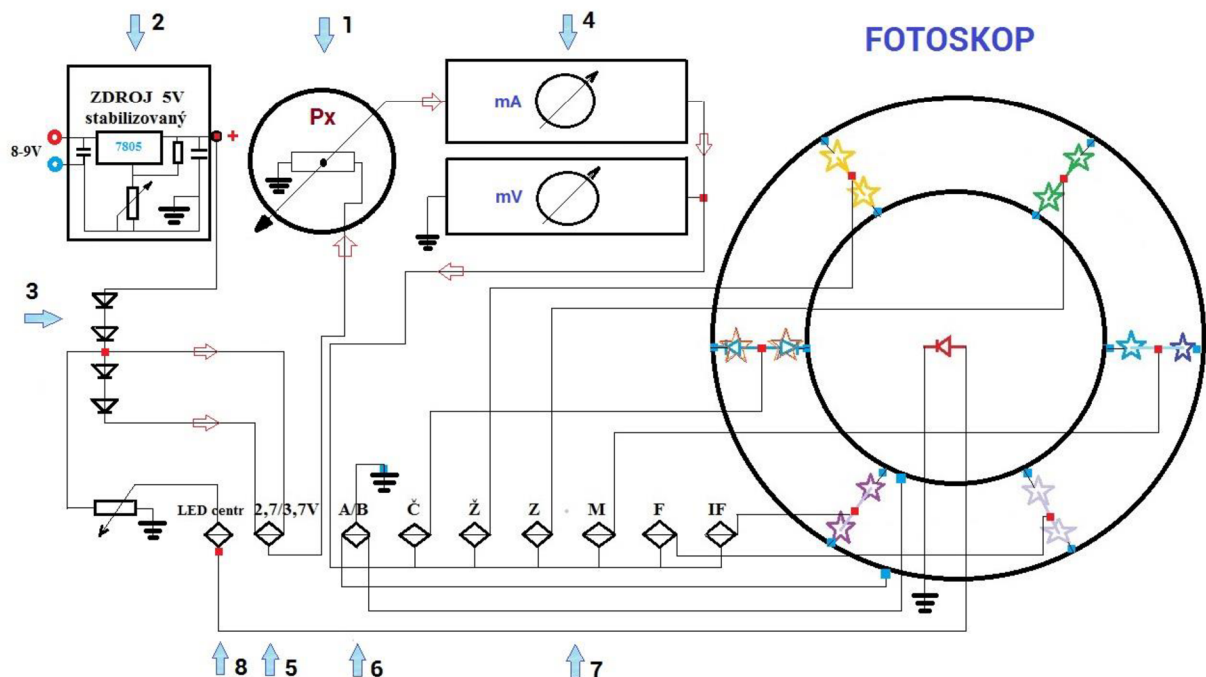 2
1
4
FOTOSKOP
ZDROJ 5V
stabilizovaný
7805
+
8-9V
Px
mA
mV
3
LED centr
2,7/3,7V
A/B
Č
Ž
Z
M
F
IF
8
5
6
7